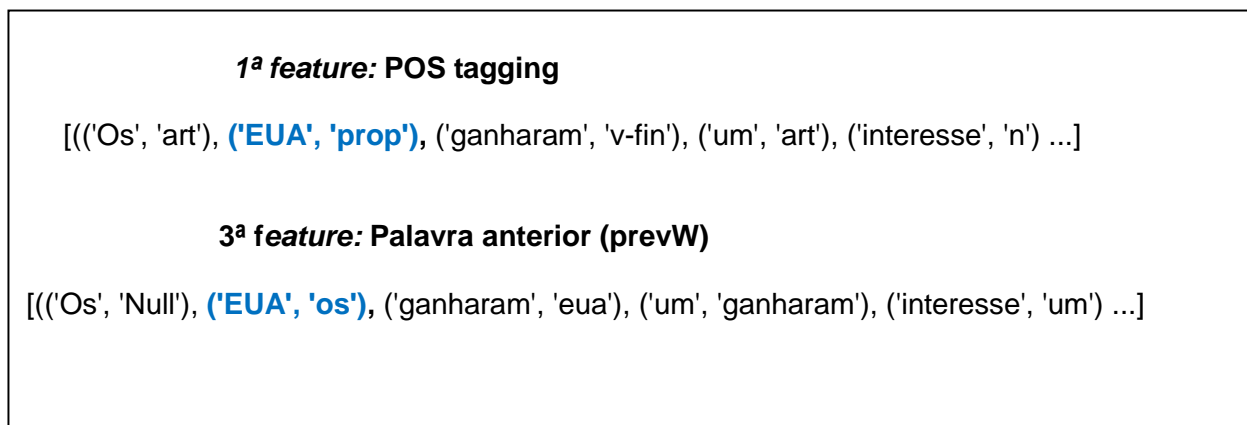 1ª feature: POS tagging
[(('Os', 'art'), ('EUA', 'prop'), ('ganharam', 'v-fin'), ('um', 'art'), ('interesse', 'n') ...]
3ª feature: Palavra anterior (prevW)
[(('Os', 'Null'), ('EUA', 'os'), ('ganharam', 'eua'), ('um', 'ganharam'), ('interesse', 'um') ...]